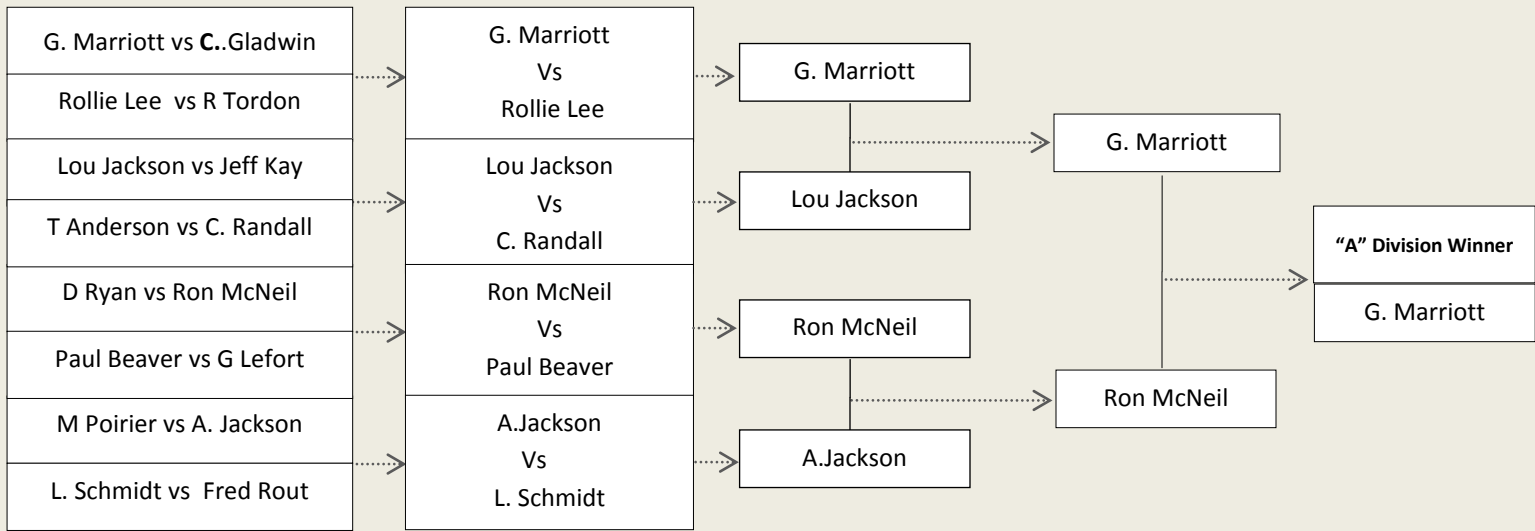 G. Marriott vs C..Gladwin
Rollie Lee vs R Tordon
Lou Jackson vs Jeff Kay
T Anderson vs C. Randall
D Ryan vs Ron McNeil
Paul Beaver vs G Lefort
M Poirier vs A. Jackson
L. Schmidt vs Fred Rout
G. Marriott
Vs
Rollie Lee
Lou Jackson
Vs
C. Randall
Ron McNeil
Vs
Paul Beaver
A.Jackson
Vs
L. Schmidt
G. Marriott
Lou Jackson
Ron McNeil
A.Jackson
G. Marriott
Ron McNeil
“A” Division Winner
G. Marriott